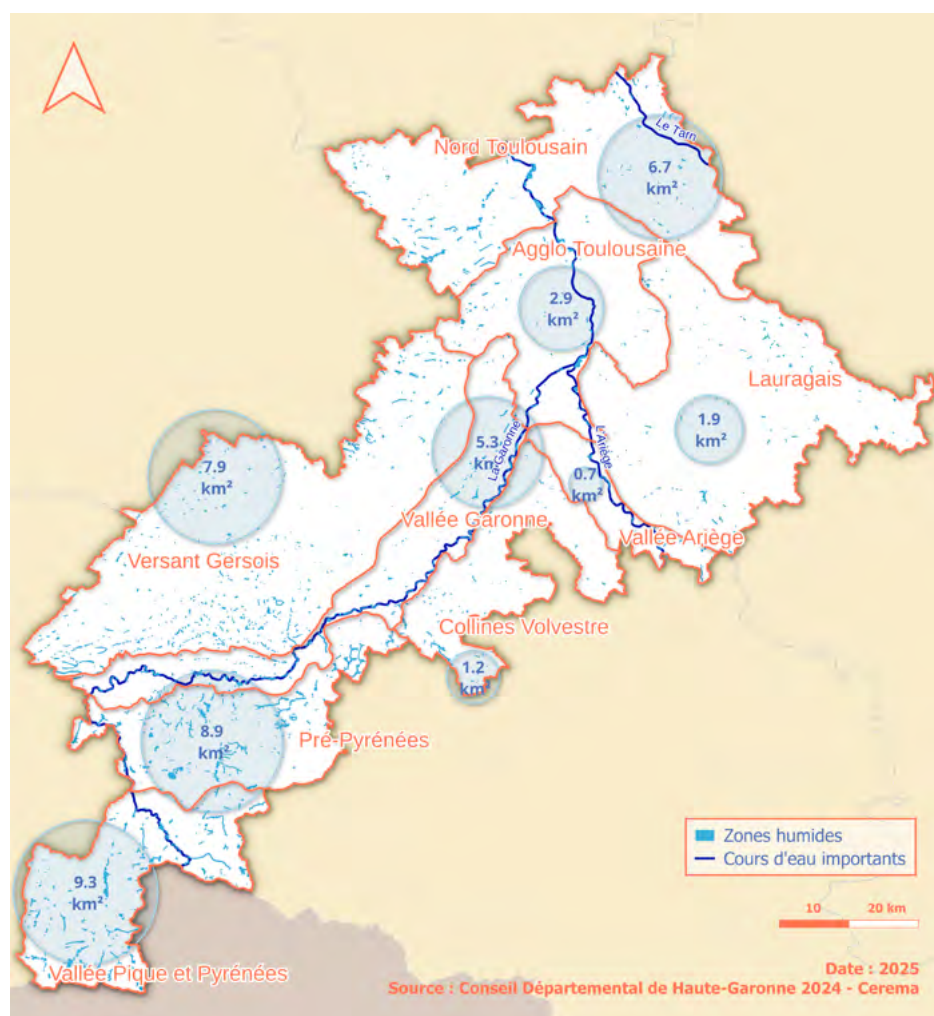 Le Tarn
Nord Toulousain
6.7
km²
Agglo Toulousaine
2.9
km²
Lauragais
1.9
km²
5.3
km²
La Garonne
L'Ariège
0.7
km²
7.9
km²
Vallée Garonne
Vallée Ariège
Versant Gersois
Collines Volvestre
1.2
km²
8.9
km²
Pré-Pyrénées
Zones humides
Cours d'eau importants
9.3
km²
10 20 km
Vallée Pique et Pyrénées
Date : 2025
Source : Conseil Départemental de Haute-Garonne 2024 - Cerema